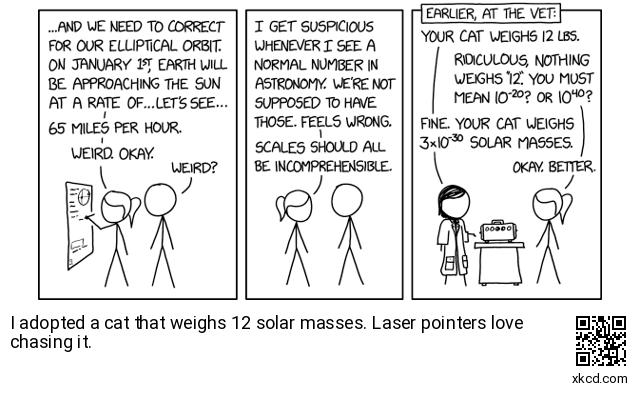 ...AND WE NEED TO CORRECT
FOR OUR ELLIPTICAL ORBIT.
ON JANUARY 1ST, EARTH WILL
BE APPROACHING THE SUN
AT A RATE OF...LET'S SEE...
65 MILES PER HOUR.
WEIRD. OKAY.
WEIRD?
I GET SUSPICIOUS
WHENEVER I SEE A
NORMAL NUMBER IN
ASTRONOMY. WE'RE NOT
SUPPOSED TO HAVE
THOSE. FEELS WRONG.
SCALES SHOULD ALL
BE INCOMPREHENSIBLE.
EARLIER, AT THE VET:
YOUR CAT WEIGHS 12 LBS.
RIDICULOUS, NOTHING
WEIGHS "12." YOU MUST
MEAN 10⁻²⁰? OR 10⁴⁰?
FINE. YOUR CAT WEIGHS
3×10⁻³⁰ SOLAR MASSES.
OKAY. BETTER.
I adopted a cat that weighs 12 solar masses. Laser pointers love
chasing it.
xkcd.com